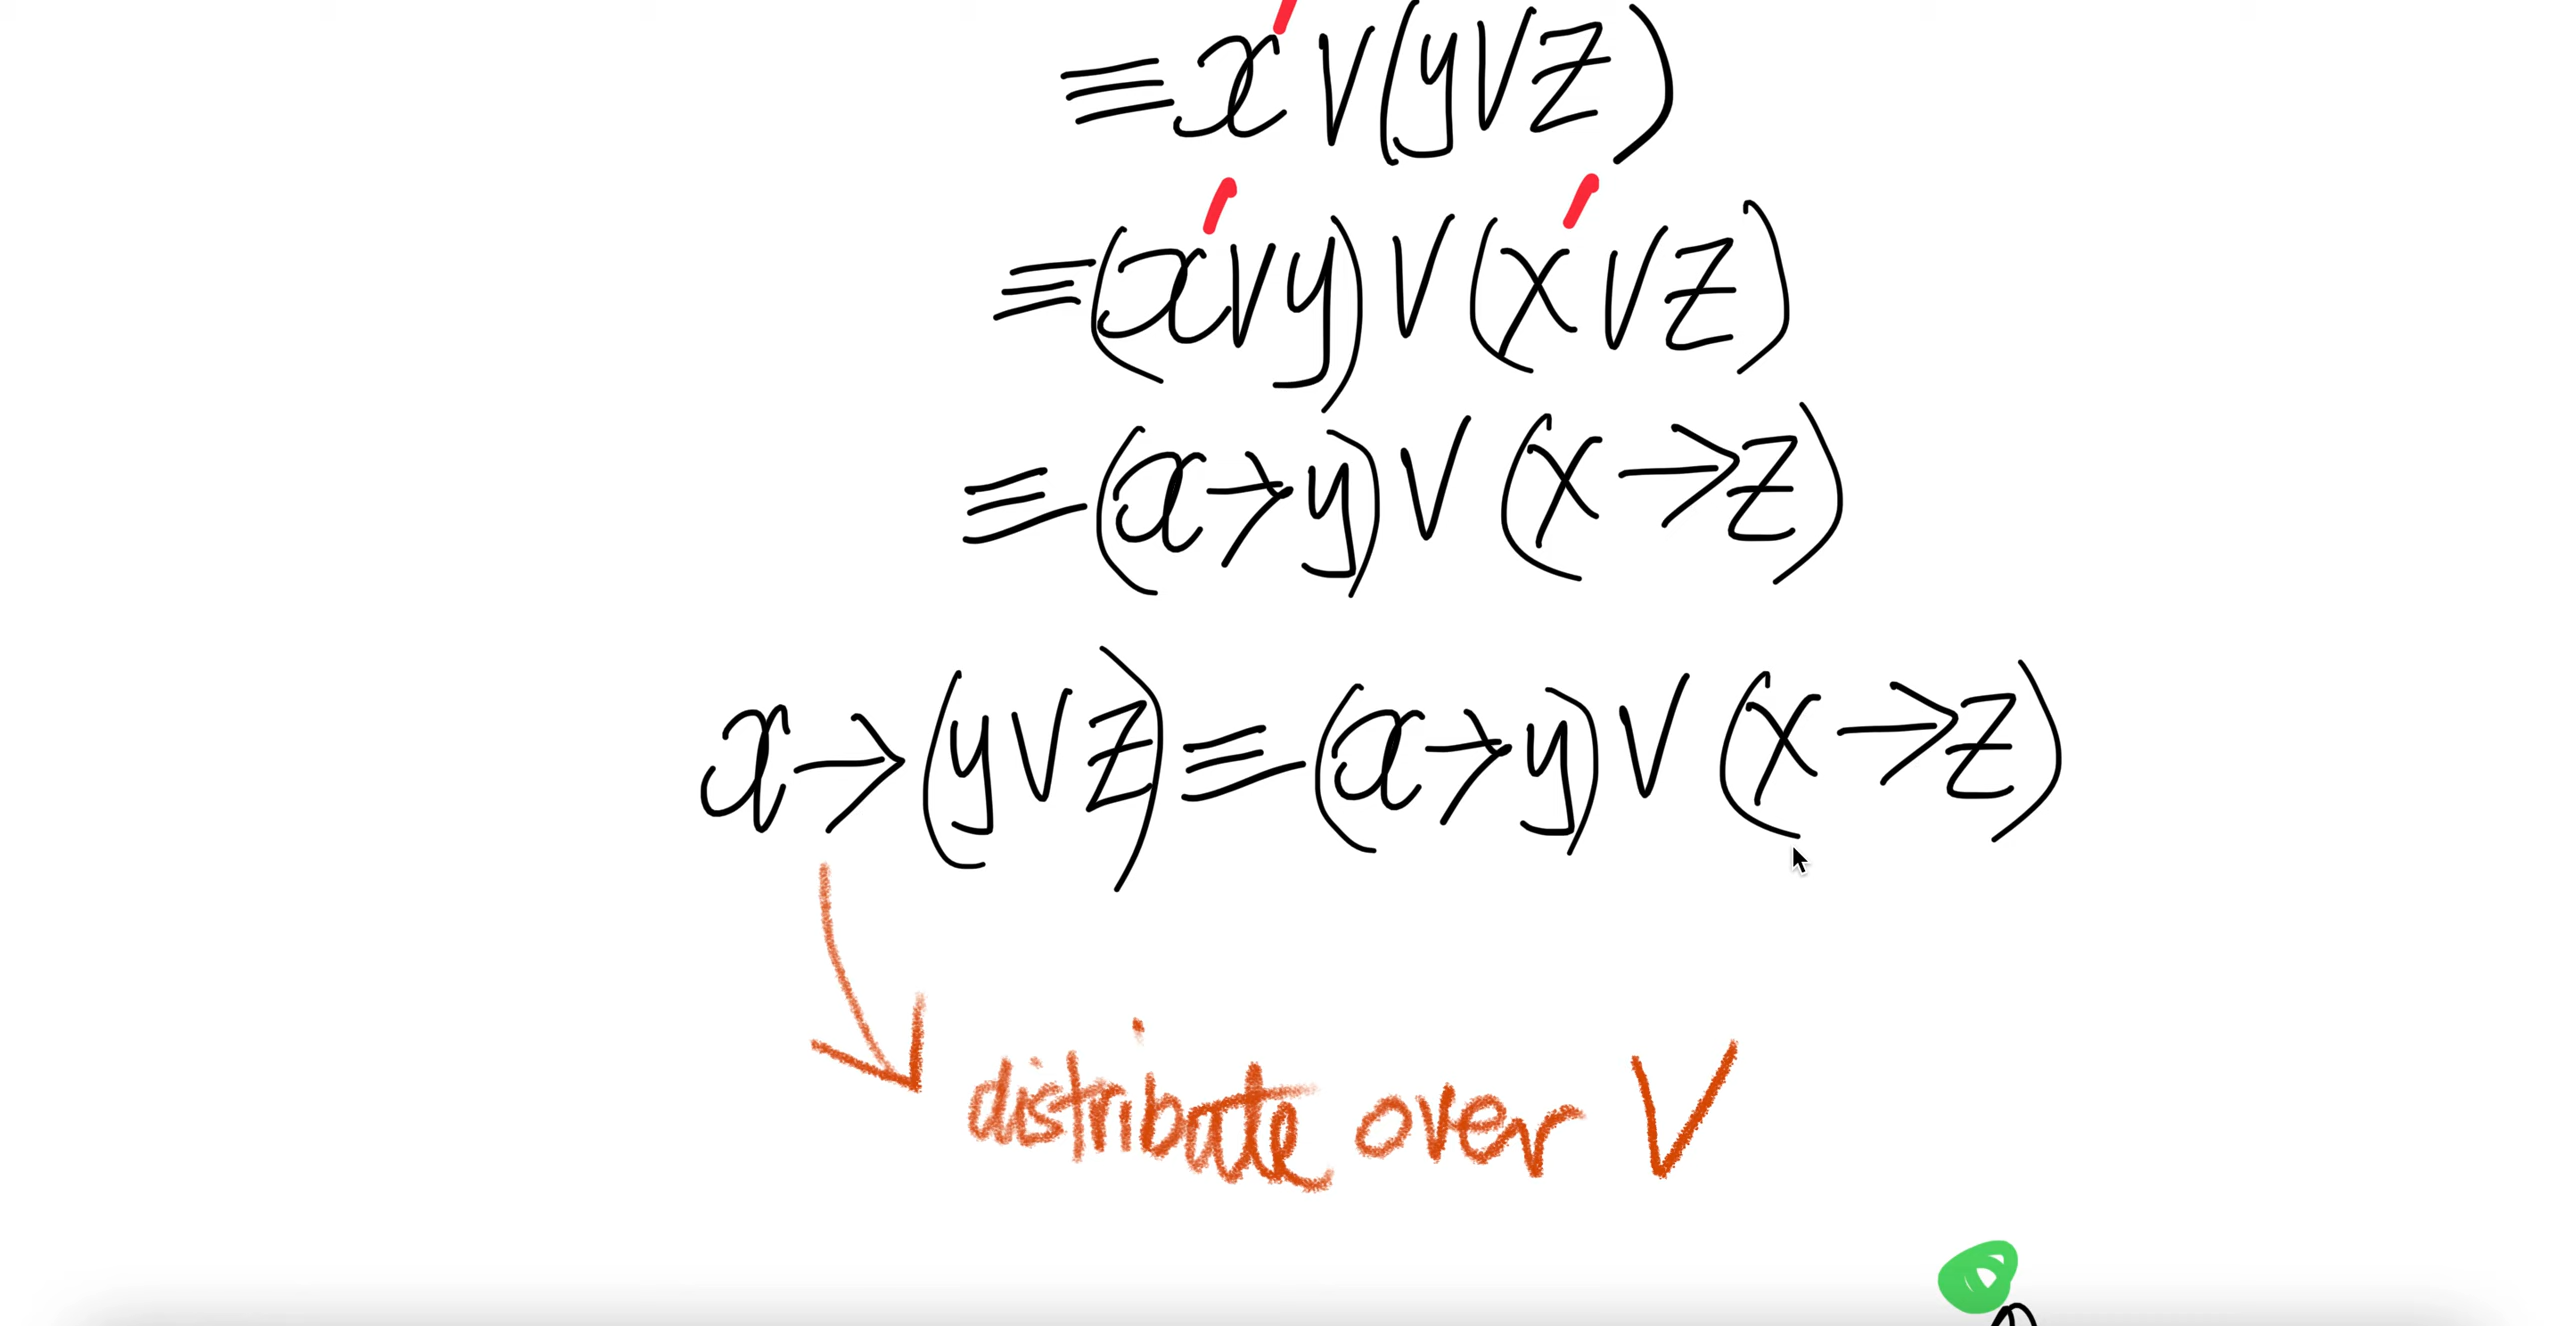 ≡x'∨(y∨z)
≡(x'∨y)∨(x'∨z)
≡(x→y)∨(x→z)
x→(y∨z)≡(x→y)∨(x→z)
distribute over ∨